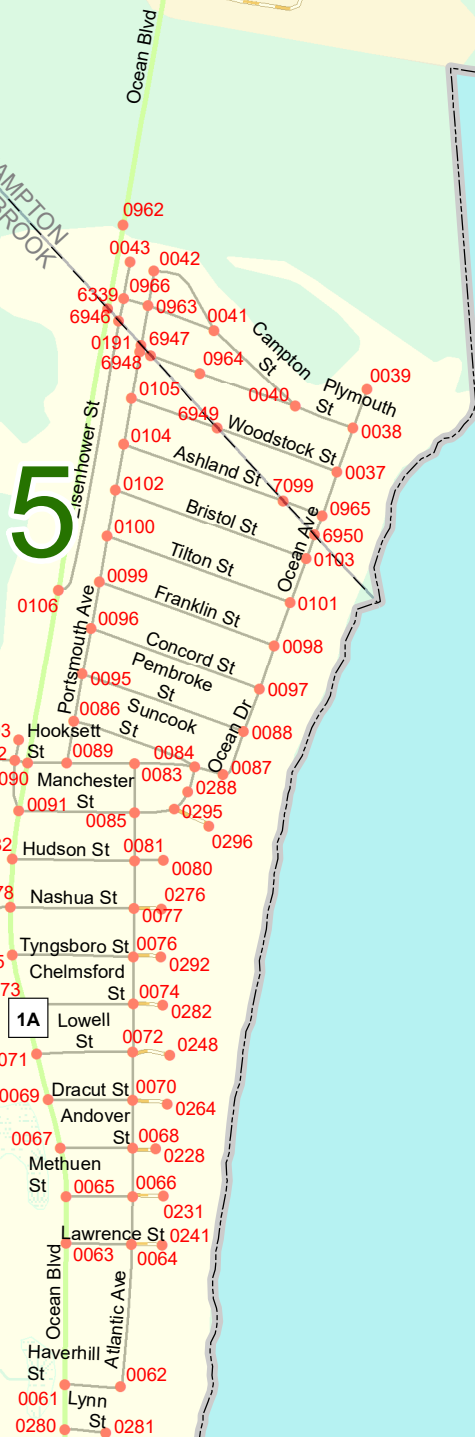 Ocean Blvd
AMPTON
BROOK
0962
0043
0042
0966
6339
0963
6946
0041
0191
6947
Campton
St
6948
0964
Plymouth
St
0039
0105
0040
6949
Woodstock St
0038
0104
Ashland St
0037
5
isenhower St
0102
7099
0965
Bristol St
Ocean Ave
6950
0100
0103
Tilton St
0099
0106
Franklin St
0101
Portsmouth Ave
0096
Concord St
0098
0095
Pembroke
St
0097
0086
Suncook
St
Ocean Dr
0088
Hooksett
St
0089
0084
0083
0087
090
Manchester
St
0288
0091
0085
0295
0296
Hudson St
0081
0080
78
Nashua St
0276
0077
Tyngsboro St
0076
0292
73
Chelmsford
St
0074
0282
1A
Lowell
St
0072
0248
071
0069
Dracut St
0070
0264
Andover
St
0067
0068
0228
Methuen
St
0065
0066
0231
Lawrence St
0241
0063
0064
Ocean Blvd
Atlantic Ave
Haverhill
St
0062
0061
Lynn
St
0280
0281